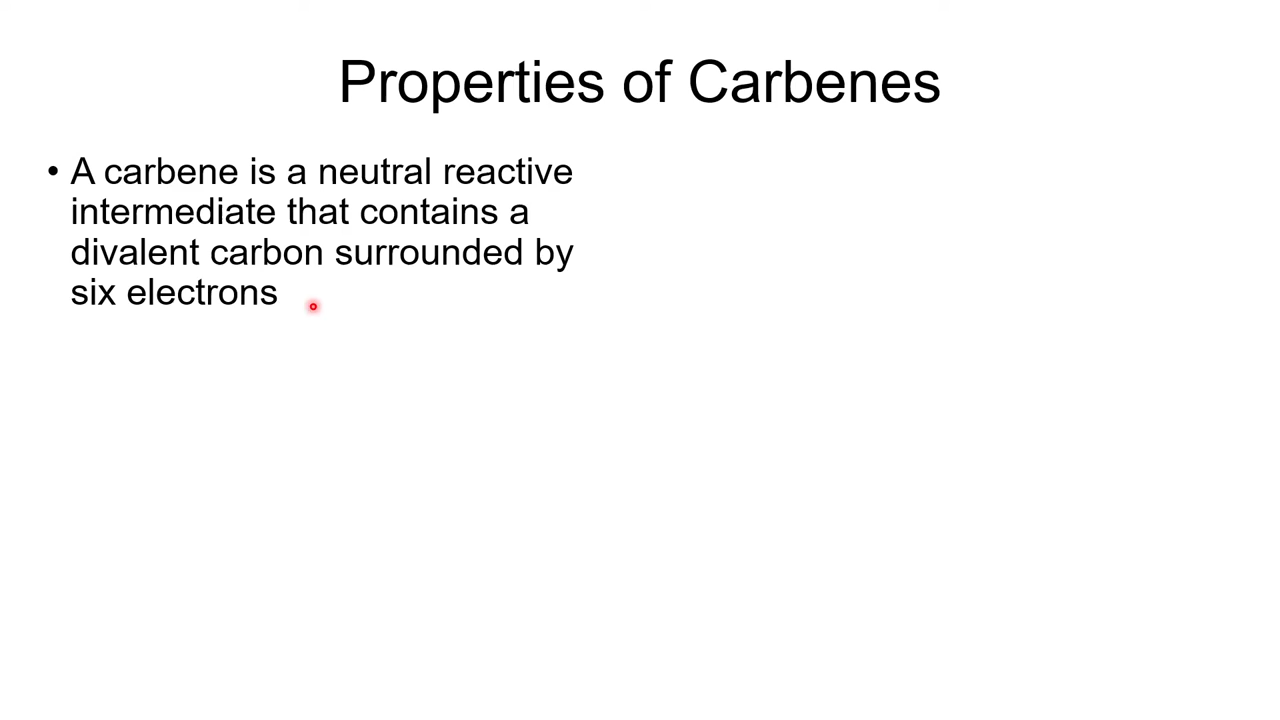 Properties of Carbenes
• A carbene is a neutral reactive
intermediate that contains a
divalent carbon surrounded by
six electrons